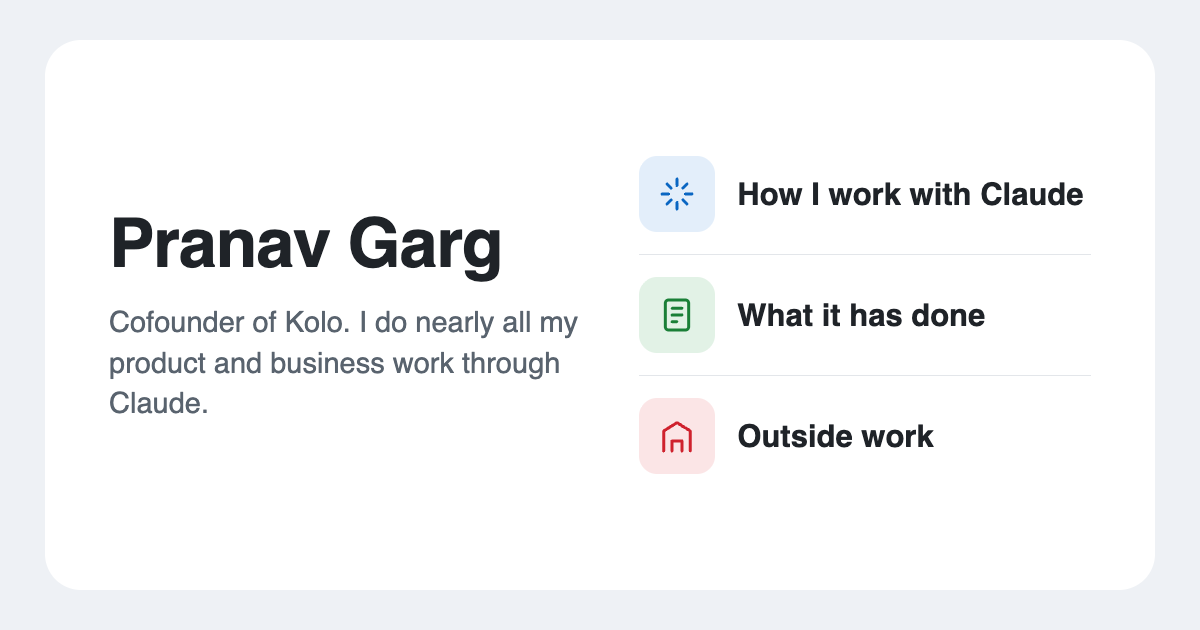 Pranav Garg
Cofounder of Kolo. I do nearly all my
product and business work through
Claude.
How I work with Claude
What it has done
Outside work